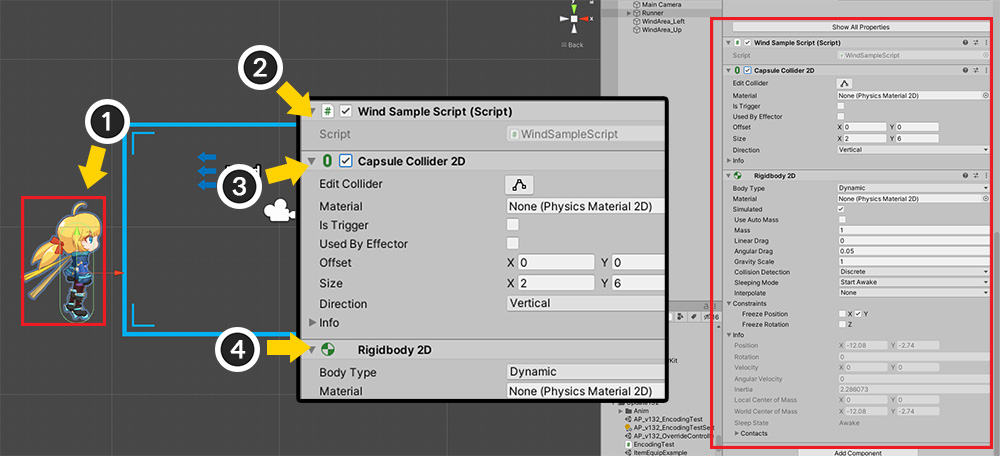 Main Camera
Runner
WindArea_Left
WindArea_Up
Back
1
2
3
4
Wind Sample Script (Script)
Script
WindSampleScript
Capsule Collider 2D
Edit Collider
Material
None (Physics Material 2D)
Is Trigger
Used By Effector
Offset
X 0 Y 0
Size
X 2 Y 6
Direction
Vertical
Info
Rigidbody 2D
Body Type
Dynamic
Material
None (Physics Material 2D)
Anim
AP_v132_EncodingTest
AP_v132_EncodingTestSett
AP_v132_OverrideControll
EncodingTest
ItemEquipExample
Show All Properties
Wind Sample Script (Script)
Script
WindSampleScript
Capsule Collider 2D
Edit Collider
Material
None (Physics Material 2D)
Is Trigger
Used By Effector
Offset
X 0 Y 0
Size
X 2 Y 6
Direction
Vertical
Info
Rigidbody 2D
Body Type
Dynamic
Material
None (Physics Material 2D)
Simulated
Use Auto Mass
Mass
1
Linear Drag
0
Angular Drag
0.05
Gravity Scale
1
Collision Detection
Discrete
Sleeping Mode
Start Awake
Interpolate
None
Constraints
Freeze Position
X Y
Freeze Rotation
Z
Info
Position
X -12.08 Y -2.74
Rotation
0
Velocity
X 0 Y 0
Angular Velocity
0
Inertia
2.286073
Local Center of Mass
X 0 Y 0
World Center of Mass
X -12.08 Y -2.74
Sleep State
Awake
Contacts
Add Component